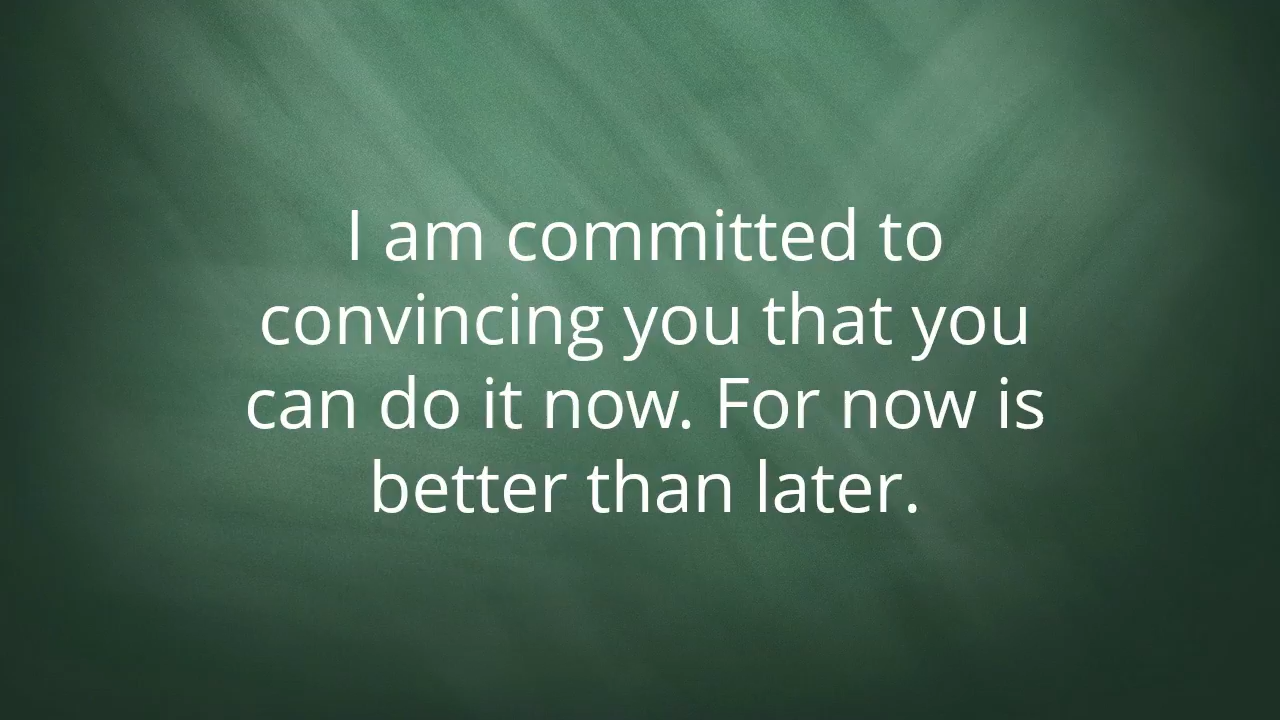 I am committed to
convincing you that you
can do it now. For now is
better than later.